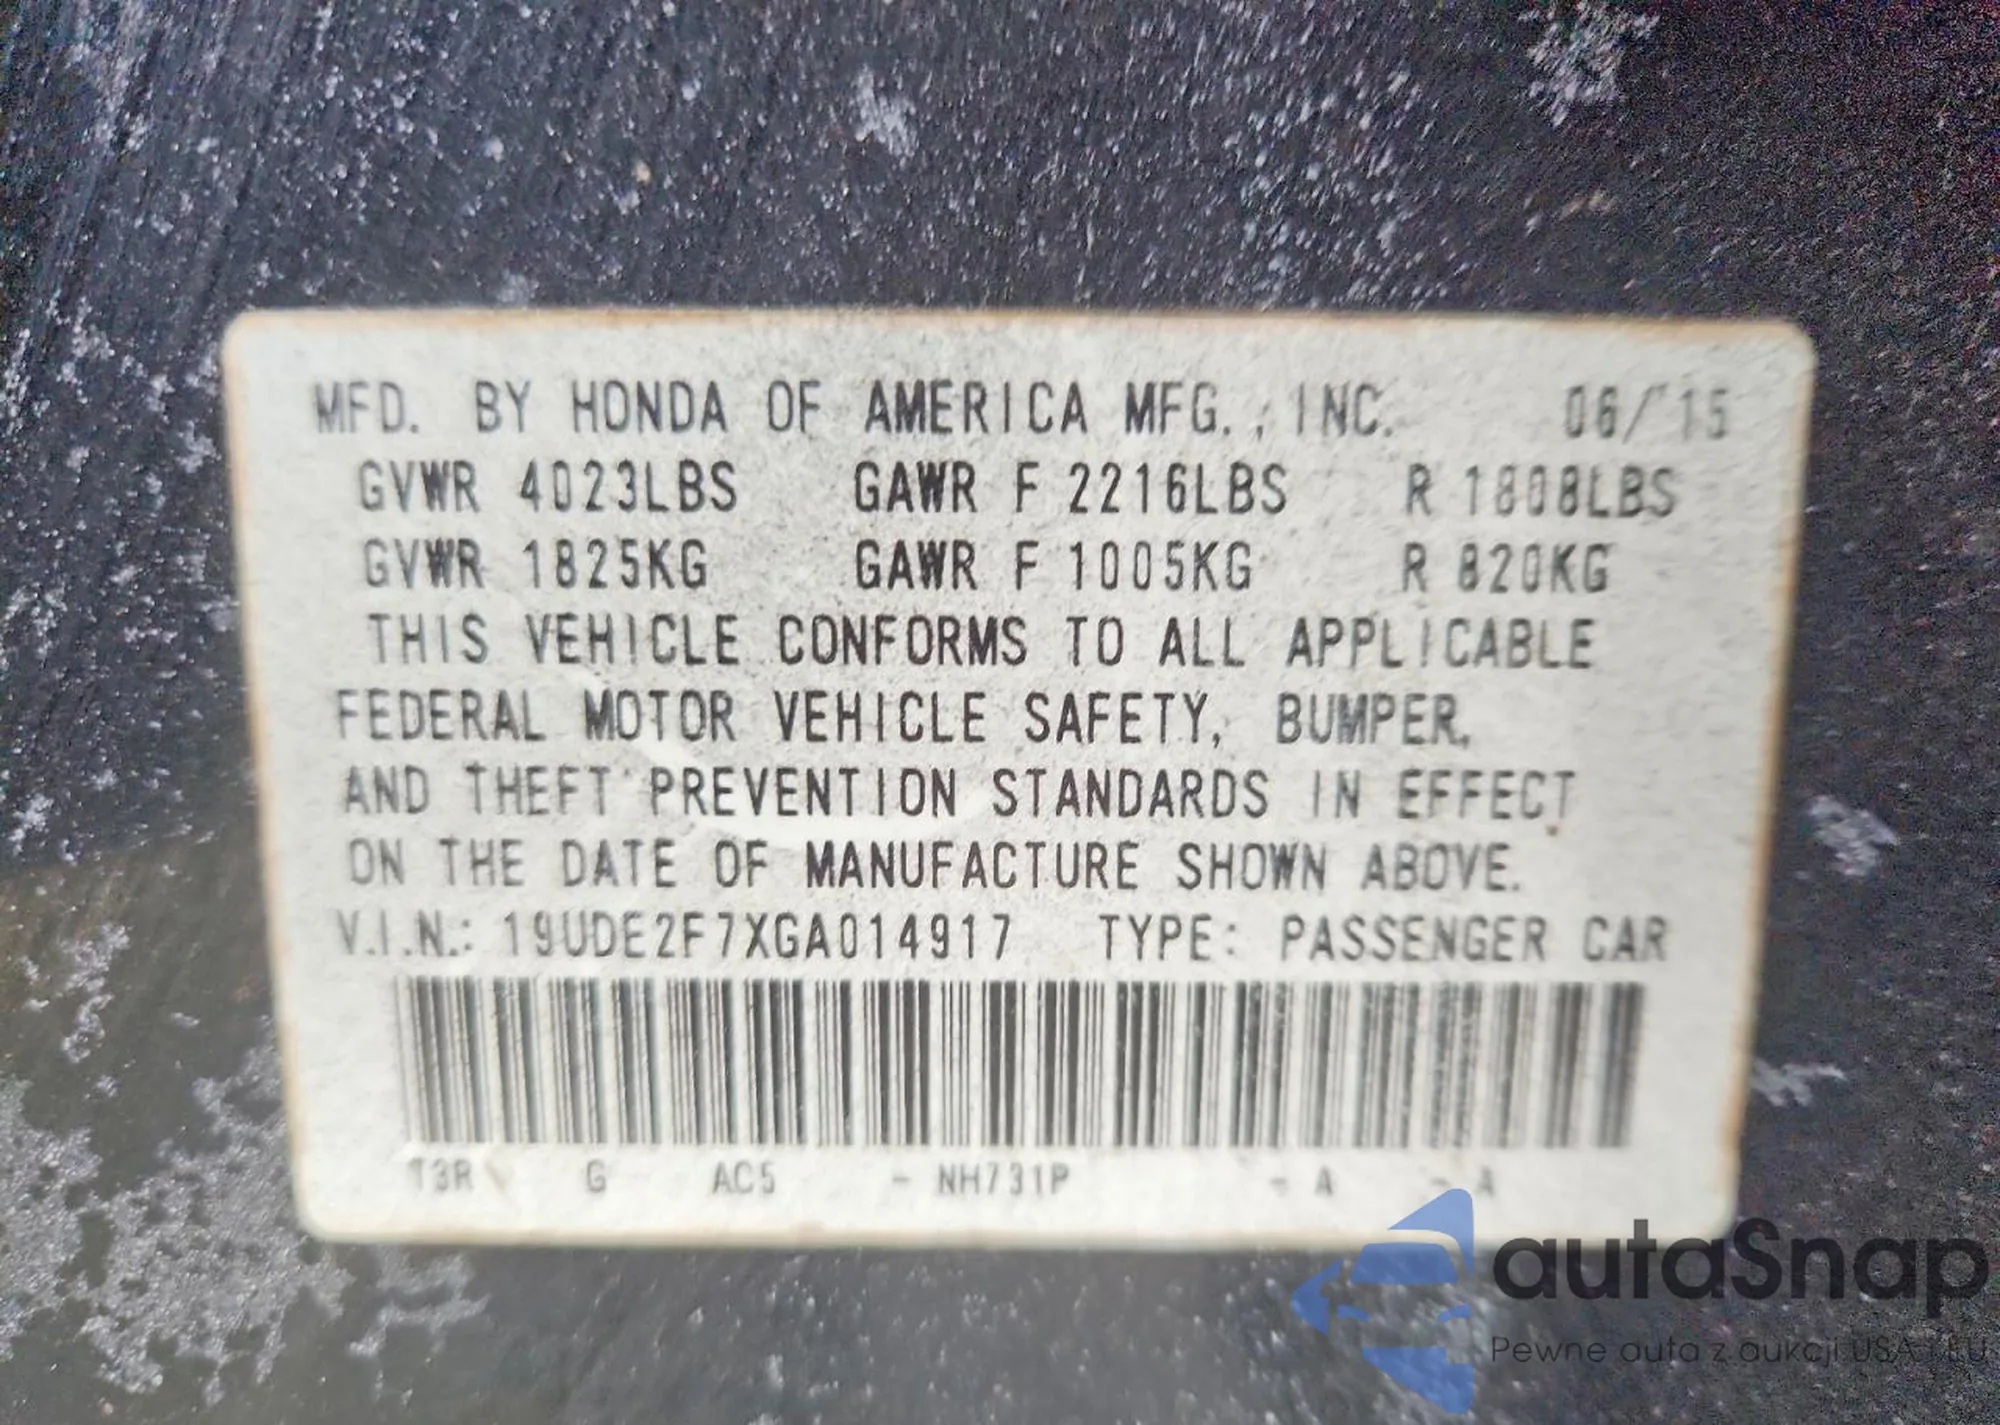 MFD. BY HONDA OF AMERICA MFG., INC. 06/15
GVWR 4023LBS GAWR F 2216LBS R 1808LBS
GVWR 1825KG GAWR F 1005KG R 820KG
THIS VEHICLE CONFORMS TO ALL APPLICABLE
FEDERAL MOTOR VEHICLE SAFETY, BUMPER,
AND THEFT PREVENTION STANDARDS IN EFFECT
ON THE DATE OF MANUFACTURE SHOWN ABOVE.
V.I.N.: 19UDE2F7XGA014917 TYPE: PASSENGER CAR
T3R G AC5 - NH731P - A - A
autaSnap
Pewne auta z aukcji USA i EU